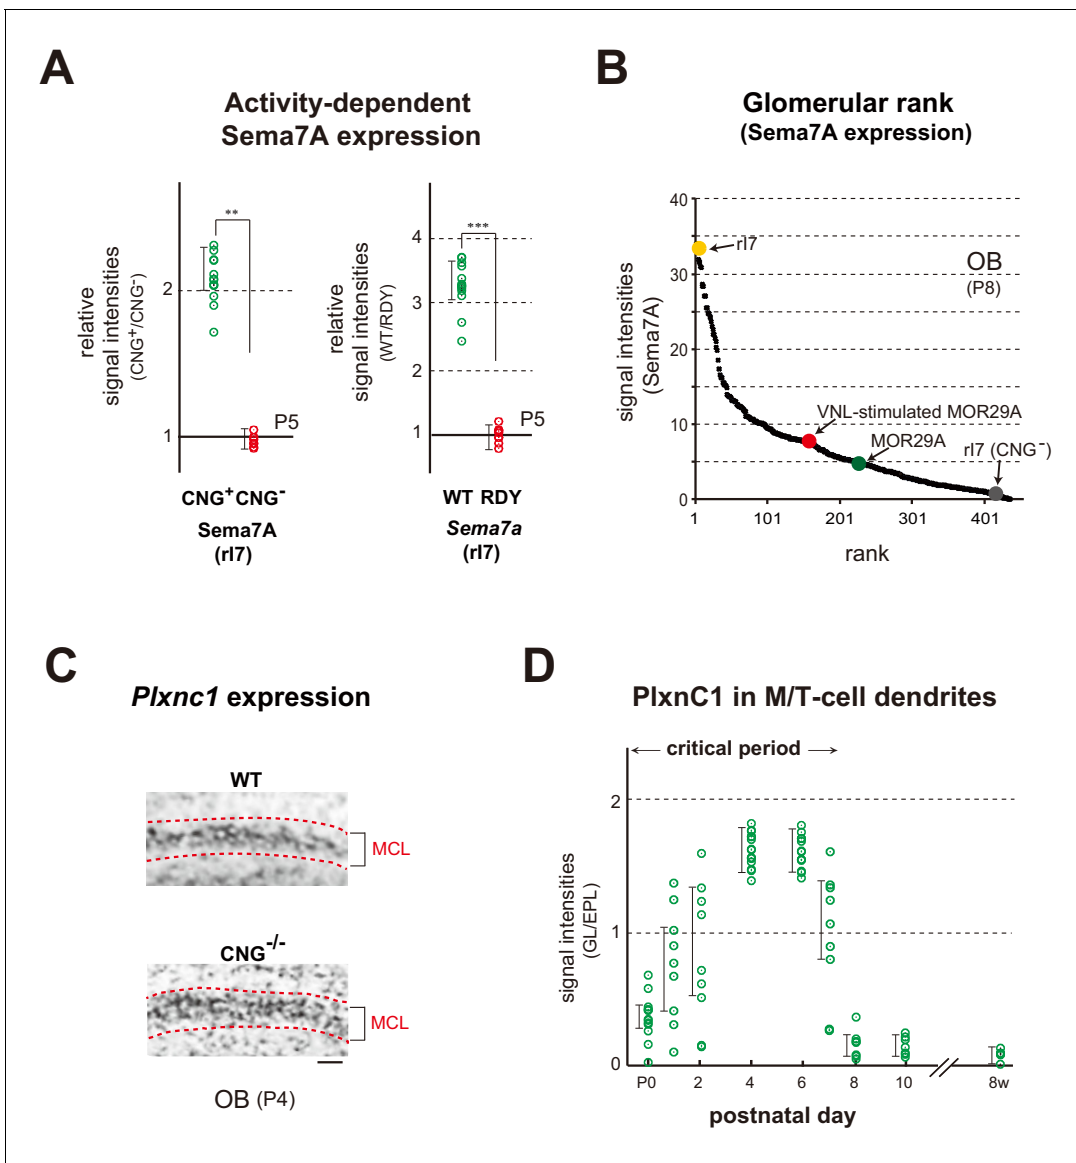 A
Activity-dependent
Sema7A expression
relative
signal intensities
(CNG⁺/CNG⁻)
2
1
**
P5
CNG⁺ CNG⁻
Sema7A
(rI7)
relative
signal intensities
(WT/RDY)
4
3
2
1
***
P5
WT RDY
Sema7a
(rI7)
B
Glomerular rank
(Sema7A expression)
signal intensities
(Sema7A)
40
30
20
10
0
rI7
OB
(P8)
VNL-stimulated MOR29A
MOR29A
rI7 (CNG⁻)
1 101 201 301 401
rank
C
Plxnc1 expression
WT
MCL
CNG⁻/⁻
MCL
OB (P4)
D
PlxnC1 in M/T-cell dendrites
← critical period →
signal intensities
(GL/EPL)
2
1
0
P0 2 4 6 8 10 8w
postnatal day